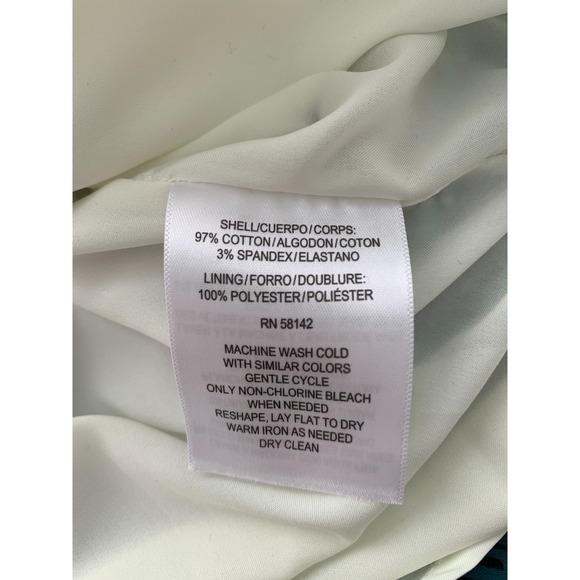 SHELL/CUERPO/CORPS:
97% COTTON/ALGODON/COTON
3% SPANDEX/ELASTANO
LINING/FORRO/DOUBLURE:
100% POLYESTER/POLIÉSTER
RN 58142
MACHINE WASH COLD
WITH SIMILAR COLORS
GENTLE CYCLE
ONLY NON-CHLORINE BLEACH
WHEN NEEDED
RESHAPE, LAY FLAT TO DRY
WARM IRON AS NEEDED
DRY CLEAN